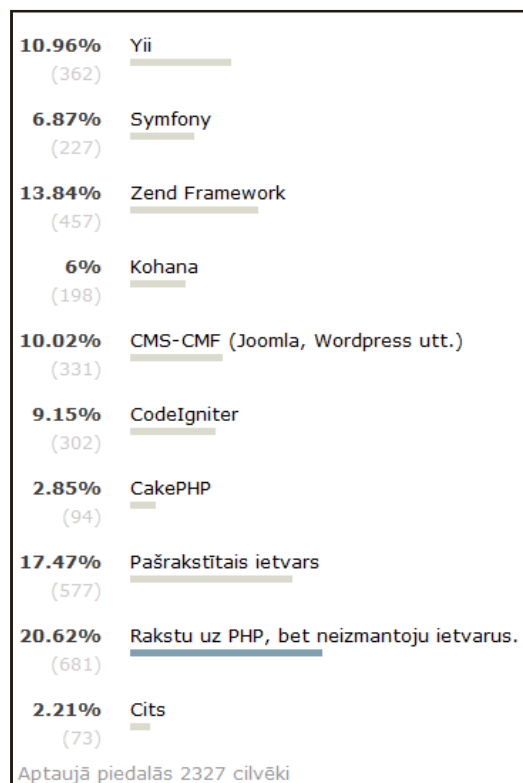 10.96% Yii
(362)
6.87% Symfony
(227)
13.84% Zend Framework
(457)
6% Kohana
(198)
10.02% CMS-CMF (Joomla, Wordpress utt.)
(331)
9.15% CodeIgniter
(302)
2.85% CakePHP
(94)
17.47% Pašrakstītais ietvars
(577)
20.62% Rakstu uz PHP, bet neizmantoju ietvarus.
(681)
2.21% Cits
(73)
Aptaujā piedalās 2327 cilvēki